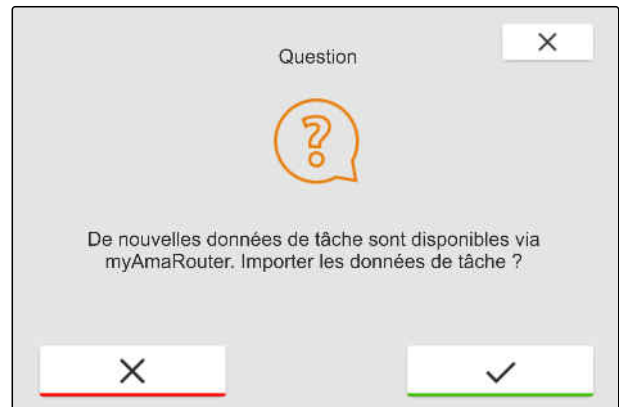 Question
De nouvelles données de tâche sont disponibles via
myAmaRouter. Importer les données de tâche ?